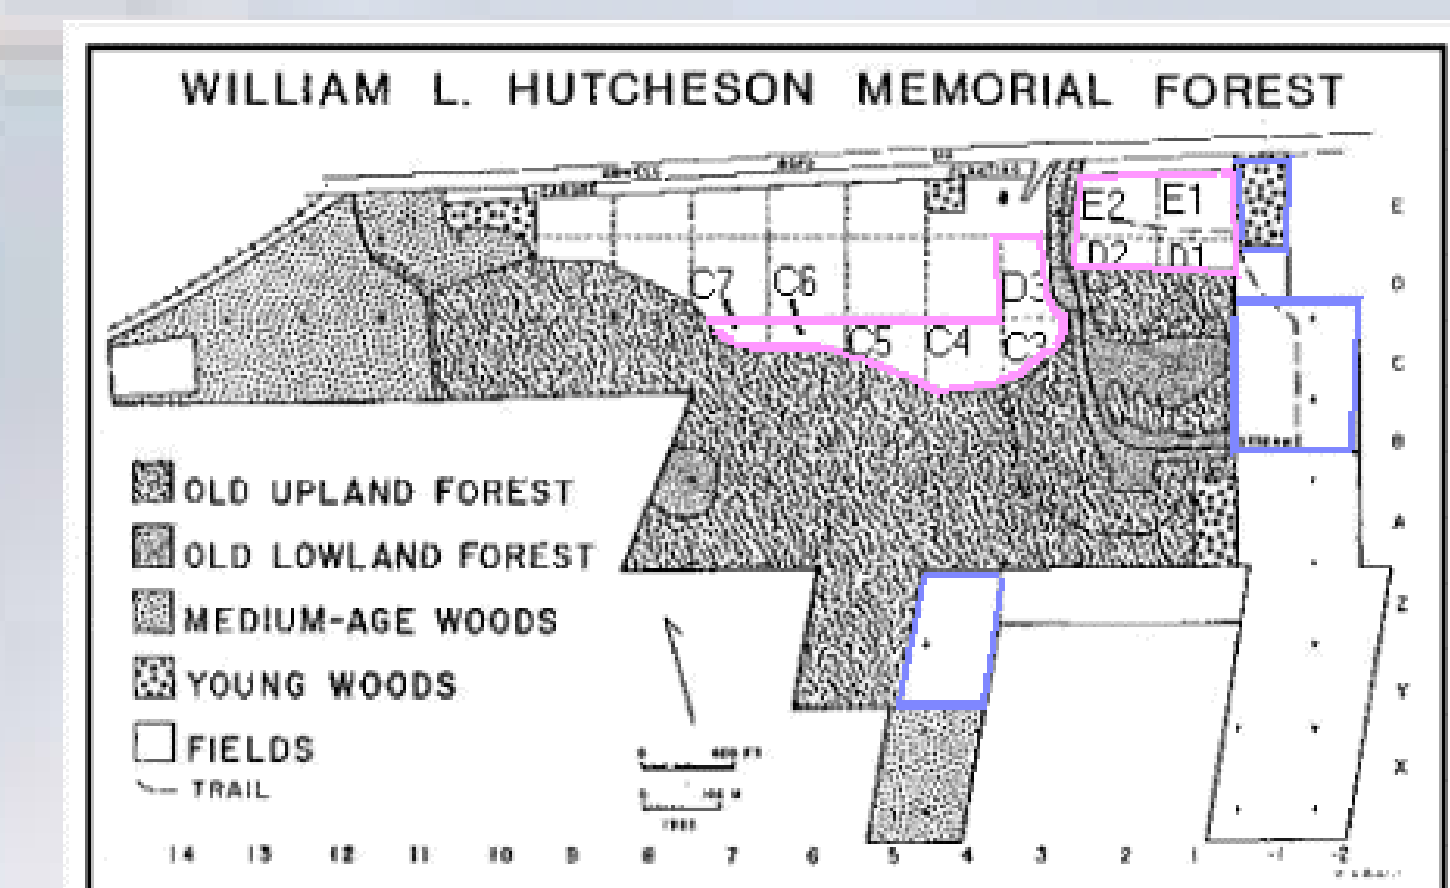 WILLIAM L. HUTCHESON MEMORIAL FOREST
E2 E1 E
D2 D1
C7 C6 D3 D
C5 C4 C
STREAM B
OLD UPLAND FOREST
A
OLD LOWLAND FOREST
Z
MEDIUM-AGE WOODS
YOUNG WOODS Y
FIELDS
X
TRAIL
14 13 12 11 10 9 8 7 6 5 4 3 2 1 -1 -2